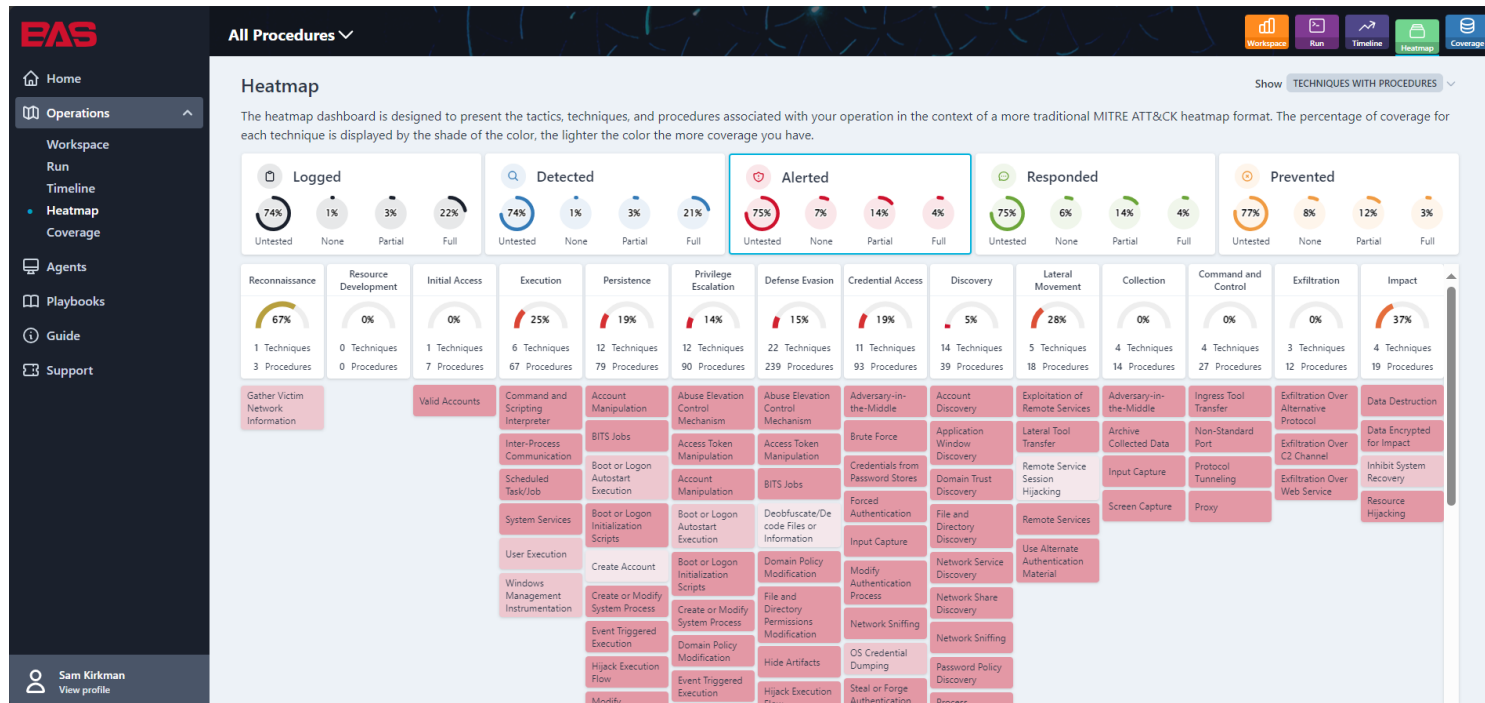 BAS
All Procedures
Workspace
Run
Timeline
Heatmap
Coverage
Home
Operations
Workspace
Run
Timeline
Heatmap
Coverage
Agents
Playbooks
Guide
Support
Sam Kirkman
View profile
Heatmap
Show TECHNIQUES WITH PROCEDURES
The heatmap dashboard is designed to present the tactics, techniques, and procedures associated with your operation in the context of a more traditional MITRE ATT&CK heatmap format. The percentage of coverage for
each technique is displayed by the shade of the color, the lighter the color the more coverage you have.
Logged
74% 1% 3% 22%
Untested None Partial Full
Detected
74% 1% 3% 21%
Untested None Partial Full
Alerted
75% 7% 14% 4%
Untested None Partial Full
Responded
75% 6% 14% 4%
Untested None Partial Full
Prevented
77% 8% 12% 3%
Untested None Partial Full
Reconnaissance
67%
1 Techniques
3 Procedures
Gather Victim
Network
Information
Resource
Development
0%
0 Techniques
0 Procedures
Initial Access
0%
1 Techniques
7 Procedures
Valid Accounts
Execution
25%
6 Techniques
67 Procedures
Command and
Scripting
Interpreter
Inter-Process
Communication
Scheduled
Task/Job
System Services
User Execution
Windows
Management
Instrumentation
Persistence
19%
12 Techniques
79 Procedures
Account
Manipulation
BITS Jobs
Boot or Logon
Autostart
Execution
Boot or Logon
Initialization
Scripts
Create Account
Create or Modify
System Process
Event Triggered
Execution
Hijack Execution
Flow
Modify
Privilege
Escalation
14%
12 Techniques
90 Procedures
Abuse Elevation
Control
Mechanism
Access Token
Manipulation
Account
Manipulation
Boot or Logon
Autostart
Execution
Boot or Logon
Initialization
Scripts
Create or Modify
System Process
Domain Policy
Modification
Event Triggered
Execution
Defense Evasion
15%
22 Techniques
239 Procedures
Abuse Elevation
Control
Mechanism
Access Token
Manipulation
BITS Jobs
Deobfuscate/De
code Files or
Information
Domain Policy
Modification
File and
Directory
Permissions
Modification
Hide Artifacts
Hijack Execution
Credential Access
19%
11 Techniques
93 Procedures
Adversary-in-
the-Middle
Brute Force
Credentials from
Password Stores
Forced
Authentication
Input Capture
Modify
Authentication
Process
Network Sniffing
OS Credential
Dumping
Steal or Forge
Authentication
Discovery
5%
14 Techniques
39 Procedures
Account
Discovery
Application
Window
Discovery
Domain Trust
Discovery
File and
Directory
Discovery
Network Service
Discovery
Network Share
Discovery
Network Sniffing
Password Policy
Discovery
Process
Lateral
Movement
28%
5 Techniques
18 Procedures
Exploitation of
Remote Services
Lateral Tool
Transfer
Remote Service
Session
Hijacking
Remote Services
Use Alternate
Authentication
Material
Collection
0%
4 Techniques
14 Procedures
Adversary-in-
the-Middle
Archive
Collected Data
Input Capture
Screen Capture
Command and
Control
0%
4 Techniques
27 Procedures
Ingress Tool
Transfer
Non-Standard
Port
Protocol
Tunneling
Proxy
Exfiltration
0%
3 Techniques
12 Procedures
Exfiltration Over
Alternative
Protocol
Exfiltration Over
C2 Channel
Exfiltration Over
Web Service
Impact
37%
4 Techniques
19 Procedures
Data Destruction
Data Encrypted
for Impact
Inhibit System
Recovery
Resource
Hijacking